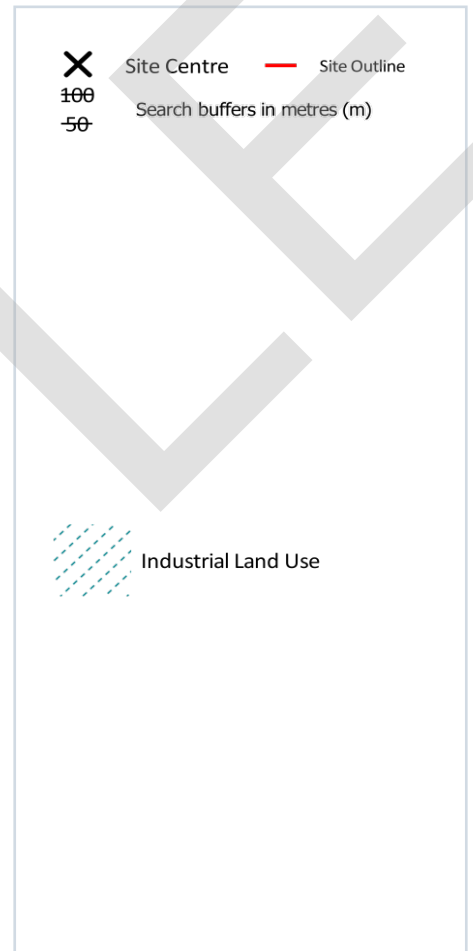 Site Centre Site Outline
100
Search buffers in metres (m)
50
Industrial Land Use